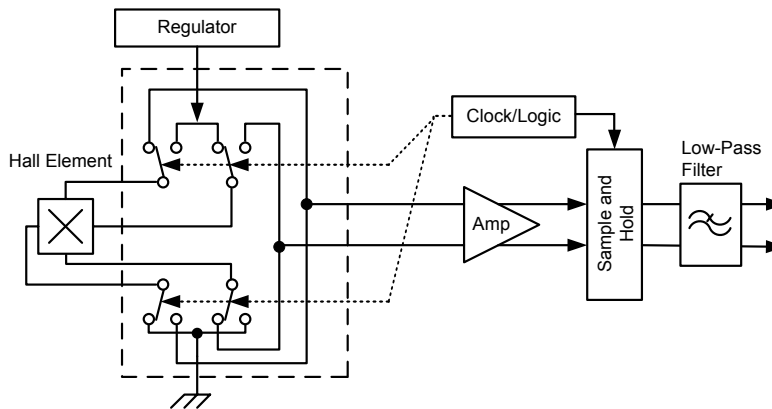 Regulator
Clock/Logic
Hall Element
Low-Pass
Filter
Amp
Sample and
Hold